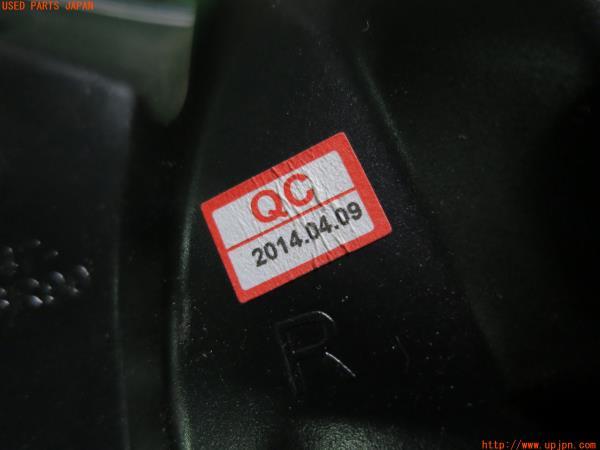 USED PARTS JAPAN
QC
2014.04.09
R
http://www.upjpn.com/